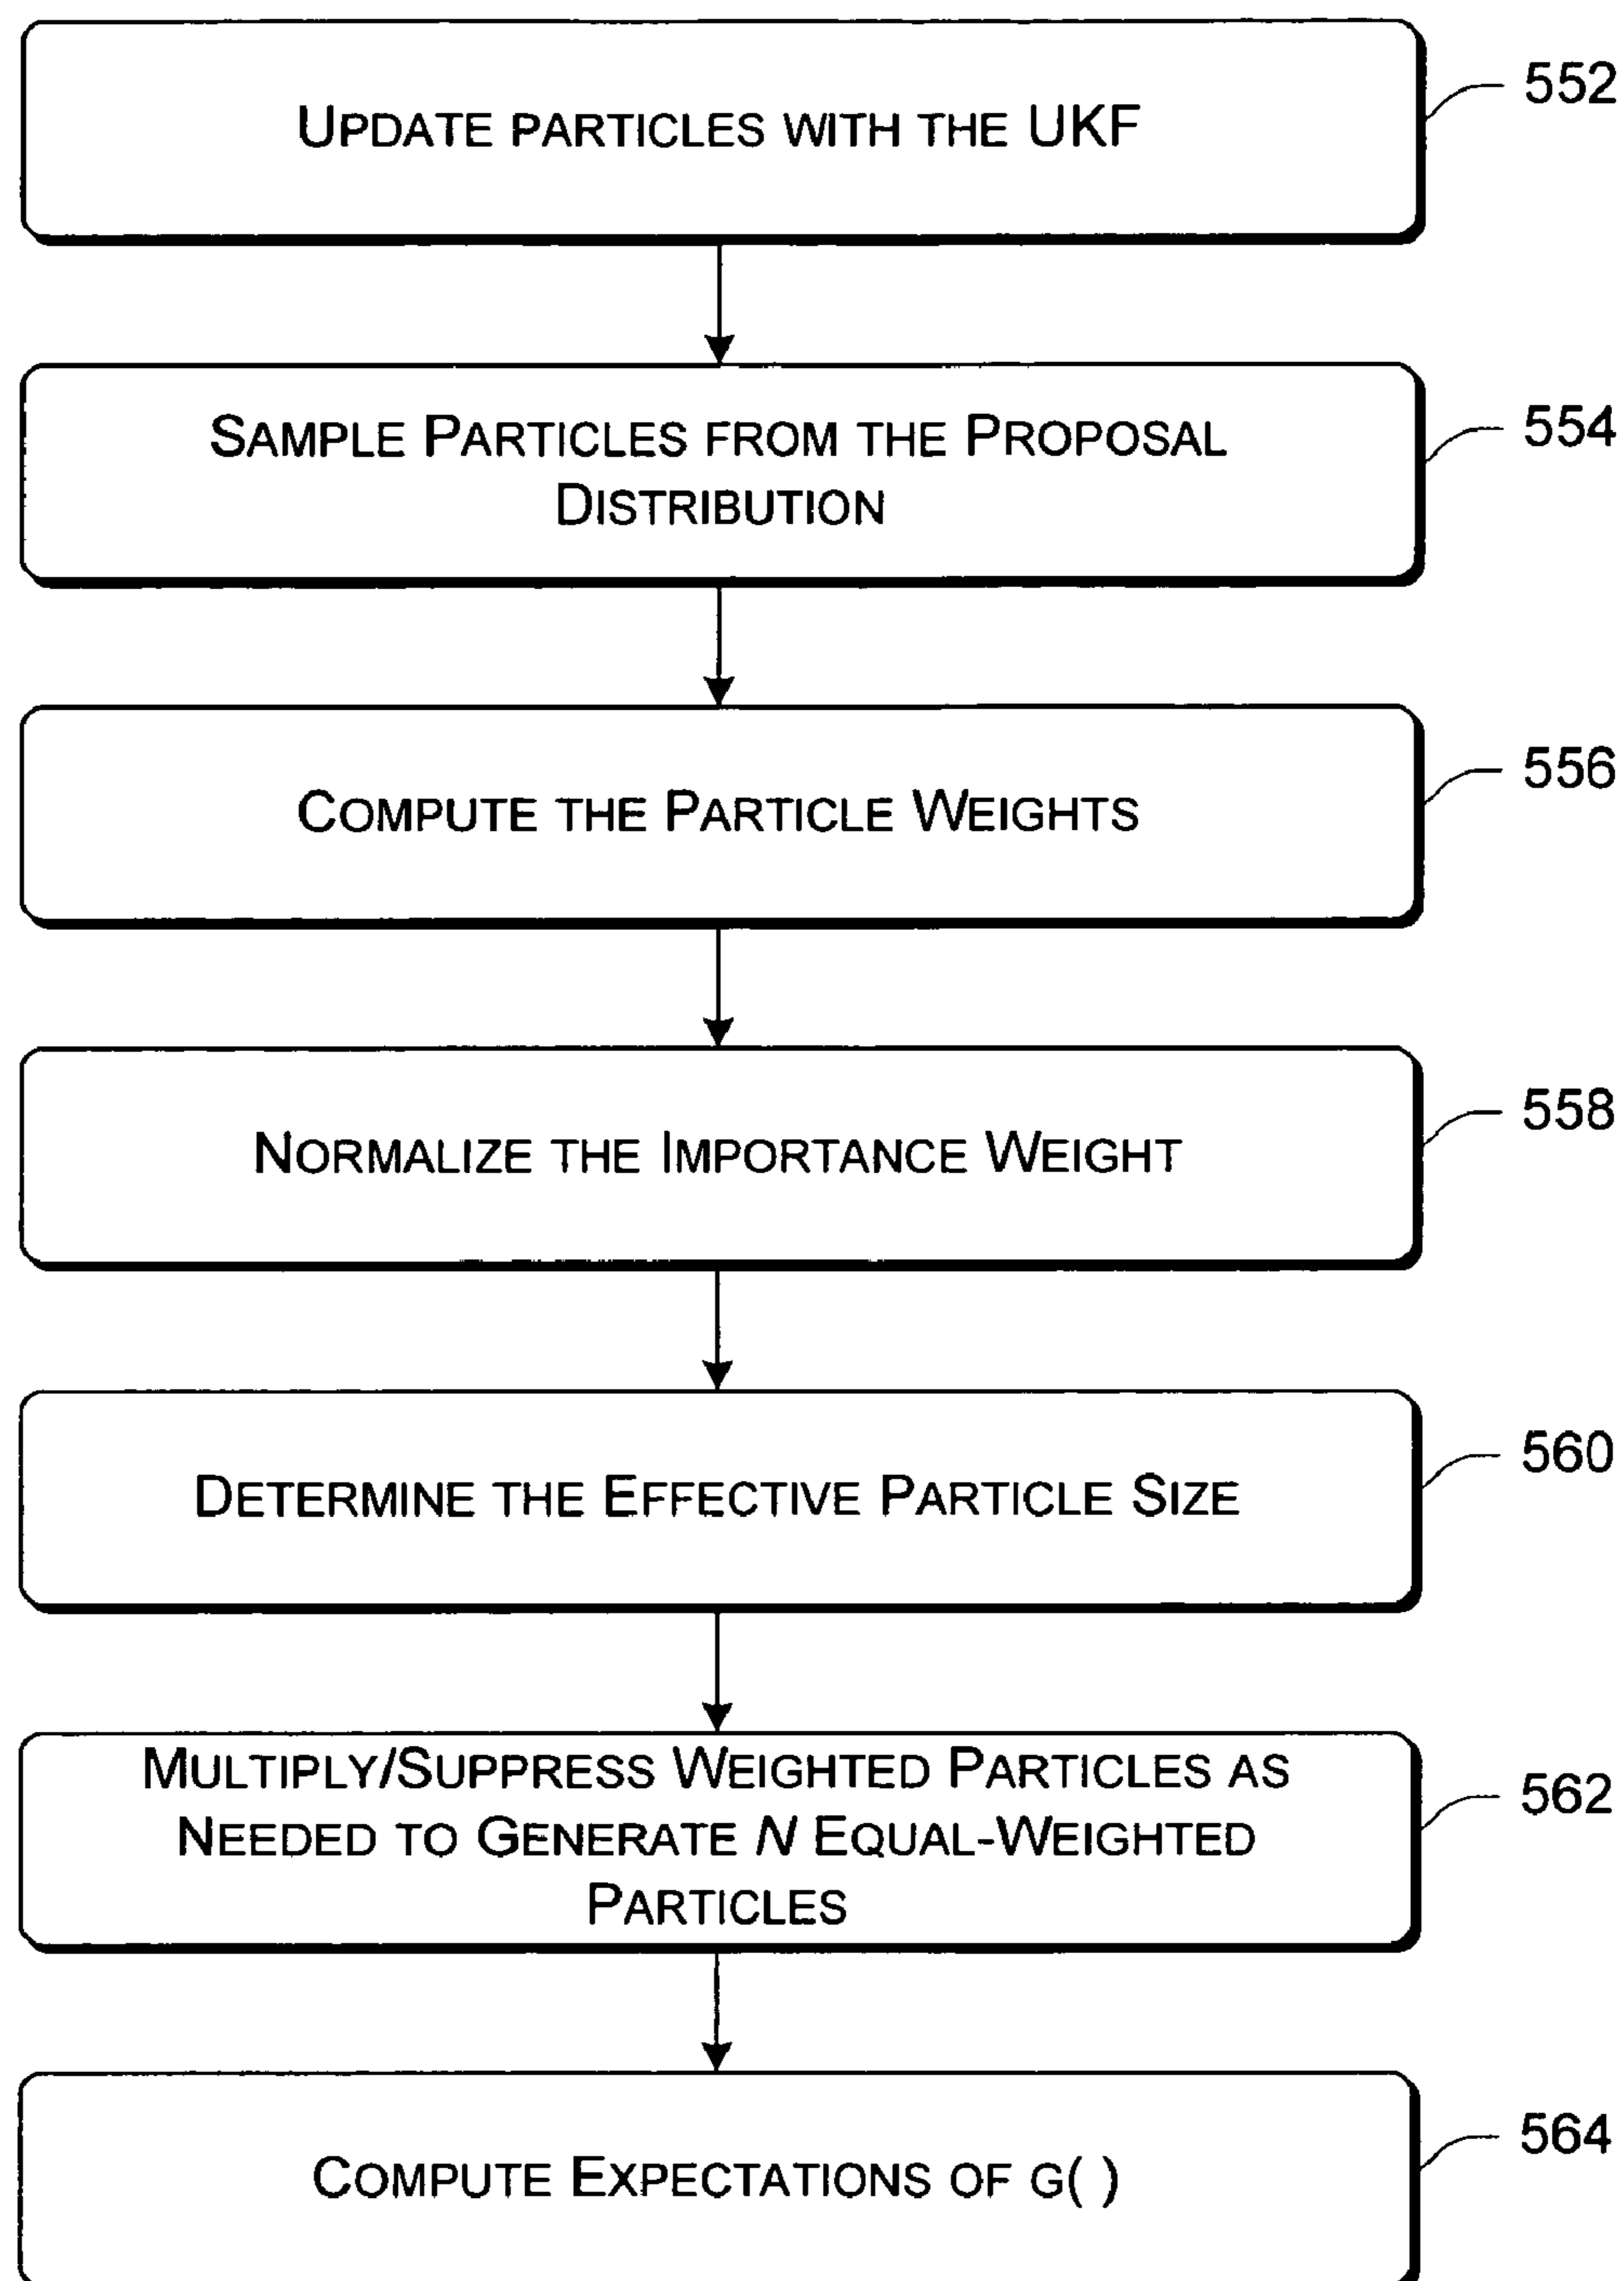 UPDATE PARTICLES WITH THE UKF
552
SAMPLE PARTICLES FROM THE PROPOSAL
DISTRIBUTION
554
COMPUTE THE PARTICLE WEIGHTS
556
NORMALIZE THE IMPORTANCE WEIGHT
558
DETERMINE THE EFFECTIVE PARTICLE SIZE
560
MULTIPLY/SUPPRESS WEIGHTED PARTICLES AS
NEEDED TO GENERATE N EQUAL-WEIGHTED
PARTICLES
562
COMPUTE EXPECTATIONS OF G( )
564